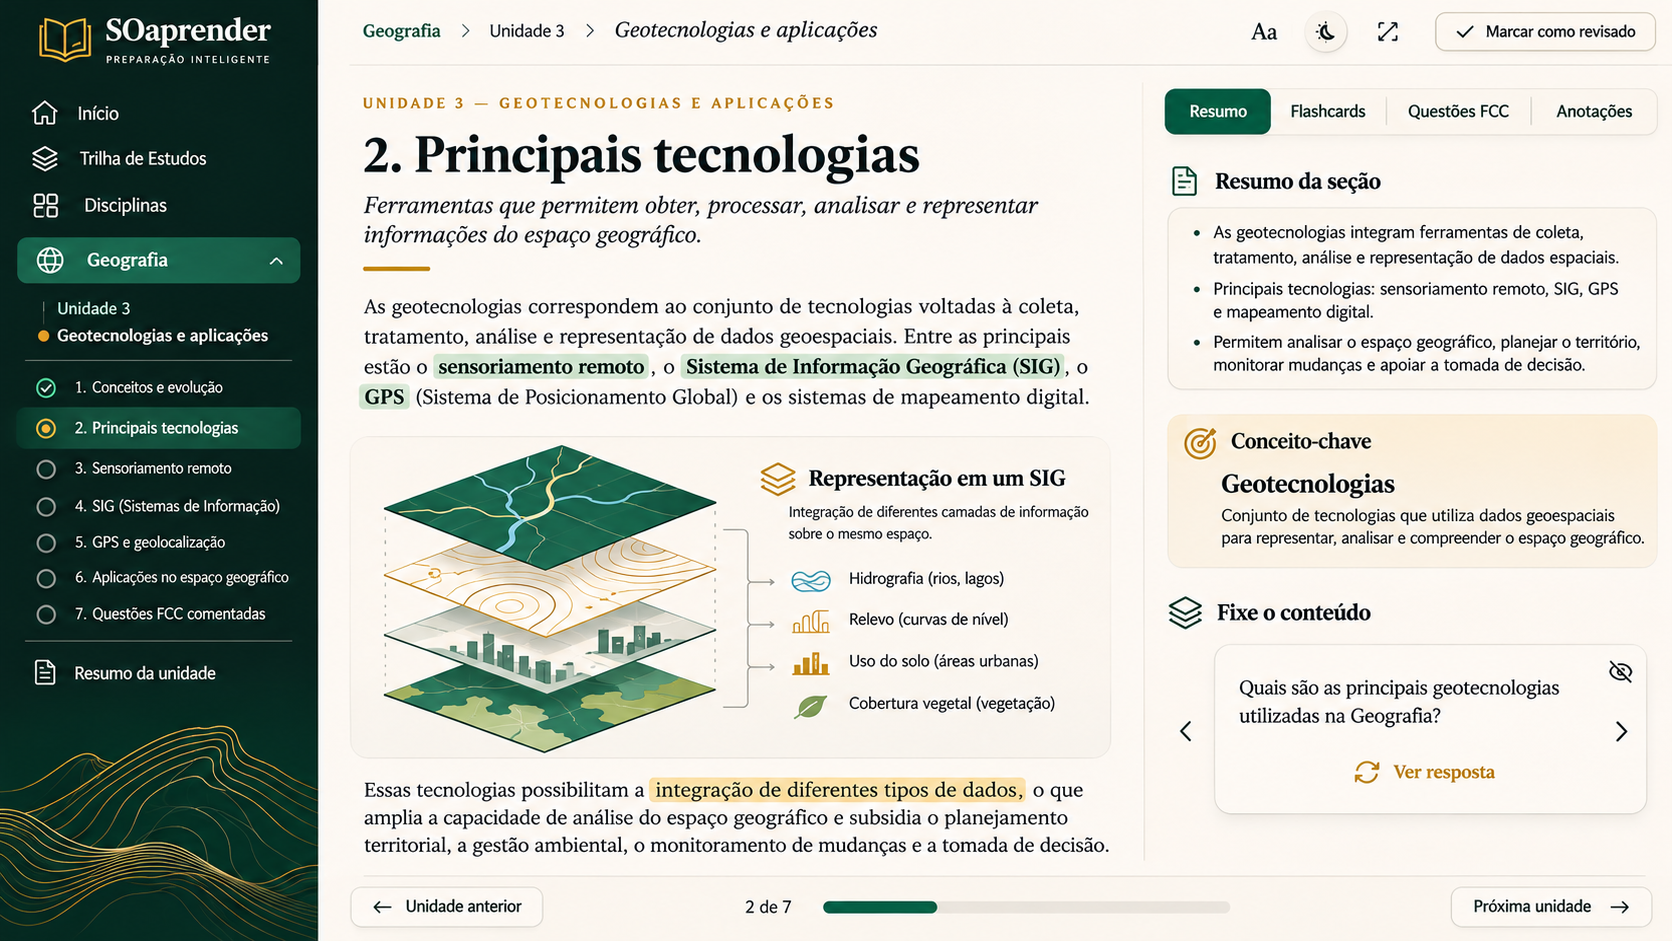 SOaprender
PREPARAÇÃO INTELIGENTE
Início
Trilha de Estudos
Disciplinas
Geografia
Unidade 3
Geotecnologias e aplicações
1. Conceitos e evolução
2. Principais tecnologias
3. Sensoriamento remoto
4. SIG (Sistemas de Informação)
5. GPS e geolocalização
6. Aplicações no espaço geográfico
7. Questões FCC comentadas
Resumo da unidade
Geografia > Unidade 3 > Geotecnologias e aplicações
Aa
Marcar como revisado
UNIDADE 3 — GEOTECNOLOGIAS E APLICAÇÕES
2. Principais tecnologias
Ferramentas que permitem obter, processar, analisar e representar
informações do espaço geográfico.
As geotecnologias correspondem ao conjunto de tecnologias voltadas à coleta,
tratamento, análise e representação de dados geoespaciais. Entre as principais
estão o sensoriamento remoto, o Sistema de Informação Geográfica (SIG), o
GPS (Sistema de Posicionamento Global) e os sistemas de mapeamento digital.
Representação em um SIG
Integração de diferentes camadas de informação
sobre o mesmo espaço.
Hidrografia (rios, lagos)
Relevo (curvas de nível)
Uso do solo (áreas urbanas)
Cobertura vegetal (vegetação)
Essas tecnologias possibilitam a integração de diferentes tipos de dados, o que
amplia a capacidade de análise do espaço geográfico e subsidia o planejamento
territorial, a gestão ambiental, o monitoramento de mudanças e a tomada de decisão.
Unidade anterior
2 de 7
Próxima unidade
Resumo
Flashcards
Questões FCC
Anotações
Resumo da seção
• As geotecnologias integram ferramentas de coleta,
tratamento, análise e representação de dados espaciais.
• Principais tecnologias: sensoriamento remoto, SIG, GPS
e mapeamento digital.
• Permitem analisar o espaço geográfico, planejar o território,
monitorar mudanças e apoiar a tomada de decisão.
Conceito-chave
Geotecnologias
Conjunto de tecnologias que utiliza dados geoespaciais
para representar, analisar e compreender o espaço geográfico.
Fixe o conteúdo
Quais são as principais geotecnologias
utilizadas na Geografia?
Ver resposta